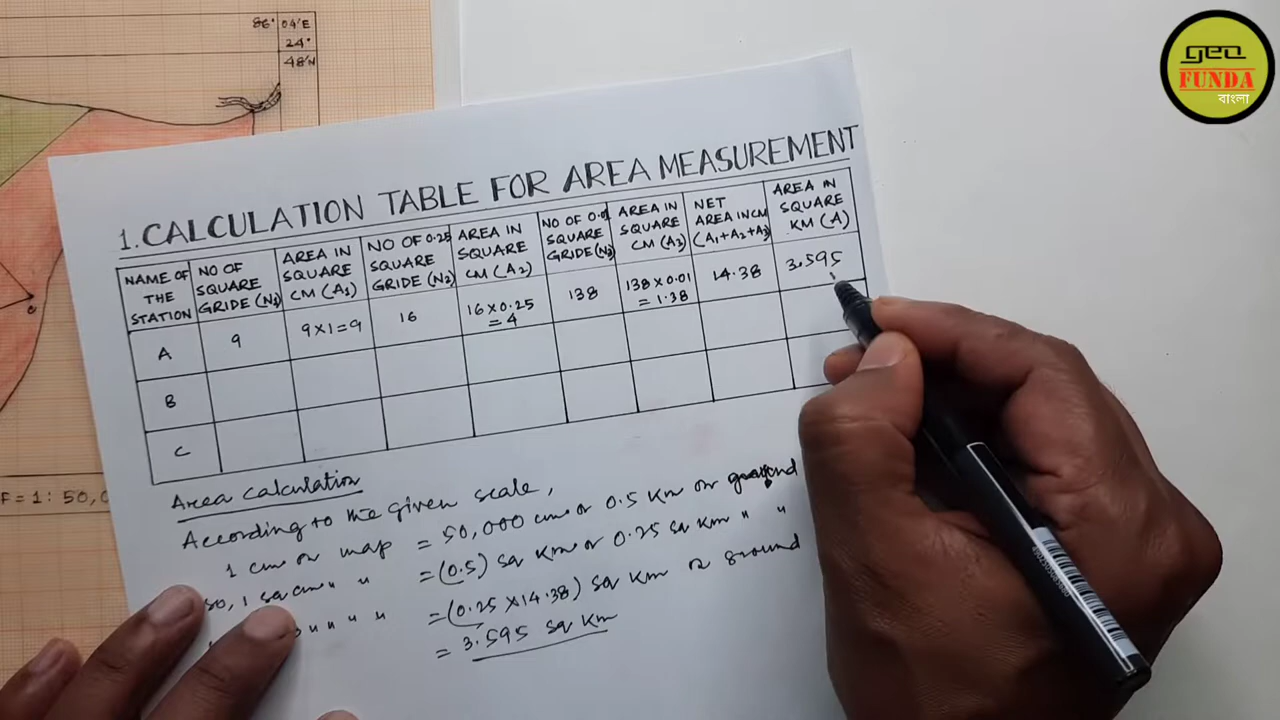 86° 04'E
24°
48'N
geo
FUNDA
বাংলা
1. CALCULATION TABLE FOR AREA MEASUREMENT
NAME OF THE STATION
NO OF SQUARE GRIDE (N1)
AREA IN SQUARE CM (A1)
NO OF 0.25 SQUARE GRIDE (N2)
AREA IN SQUARE CM (A2)
NO OF 0.01 SQUARE GRIDE (N3)
AREA IN SQUARE CM (A3)
NET AREA IN CM (A1+A2+A3)
AREA IN SQUARE KM (A)
A 9 9x1=9 16 16x0.25 =4 138 138x0.01 =1.38 14.38 3.595
B
C
F = 1: 50,0
Area calculation
According to the given scale,
1 cm on map = 50,000 cm or 0.5 Km on ground
So, 1 sq cm " " = (0.5) sq Km or 0.25 sq Km " "
" " " = (0.25 x 14.38) sq Km on ground
= 3.595 sq Km